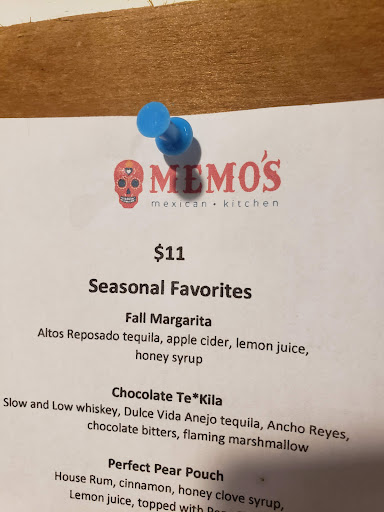 MEMO'S
mexican • kitchen
$11
Seasonal Favorites
Fall Margarita
Altos Reposado tequila, apple cider, lemon juice,
honey syrup
Chocolate Te*Kila
Slow and Low whiskey, Dulce Vida Anejo tequila, Ancho Reyes,
chocolate bitters, flaming marshmallow
Perfect Pear Pouch
House Rum, cinnamon, honey clove syrup,
Lemon juice, topped with